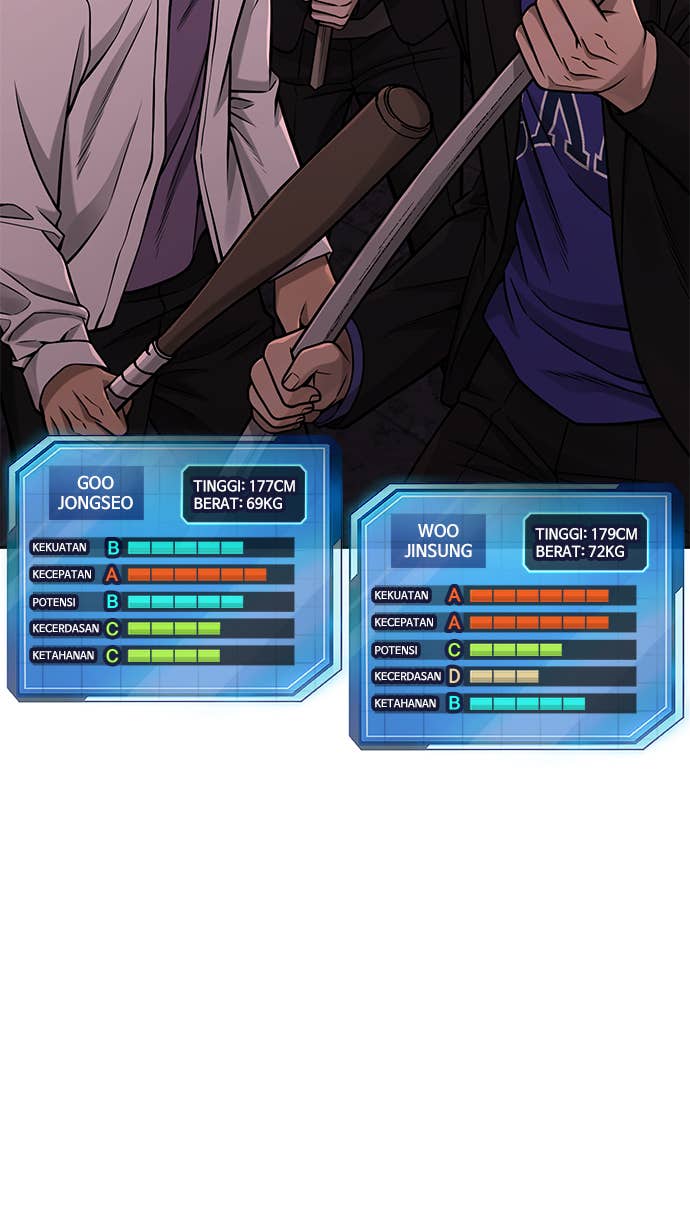 GOO
JONGSEO
TINGGI: 177CM
BERAT: 69KG
KEKUATAN B
KECEPATAN A
POTENSI B
KECERDASAN C
KETAHANAN C
WOO
JINSUNG
TINGGI: 179CM
BERAT: 72KG
KEKUATAN A
KECEPATAN A
POTENSI C
KECERDASAN D
KETAHANAN B